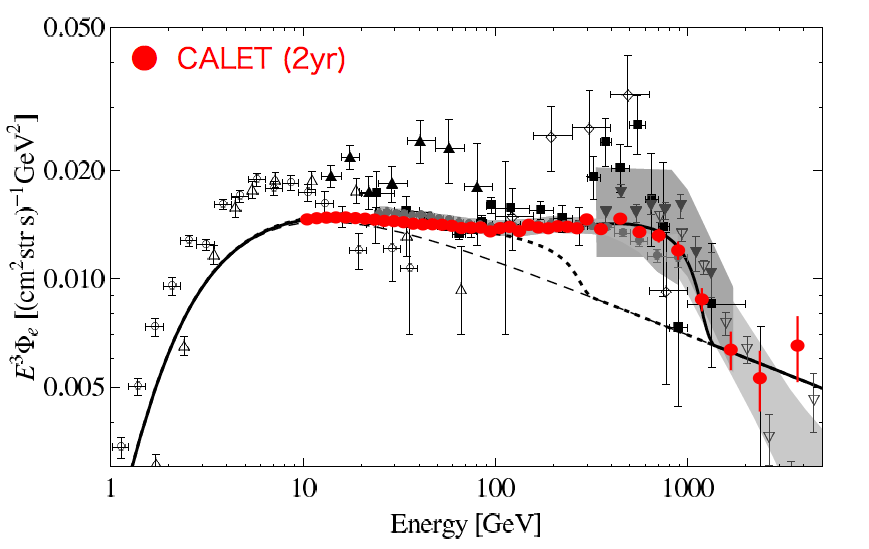 0.050
CALET (2yr)
0.020
0.010
0.005
E³Φₑ [(cm²str s)⁻¹GeV²]
1 10 100 1000
Energy [GeV]